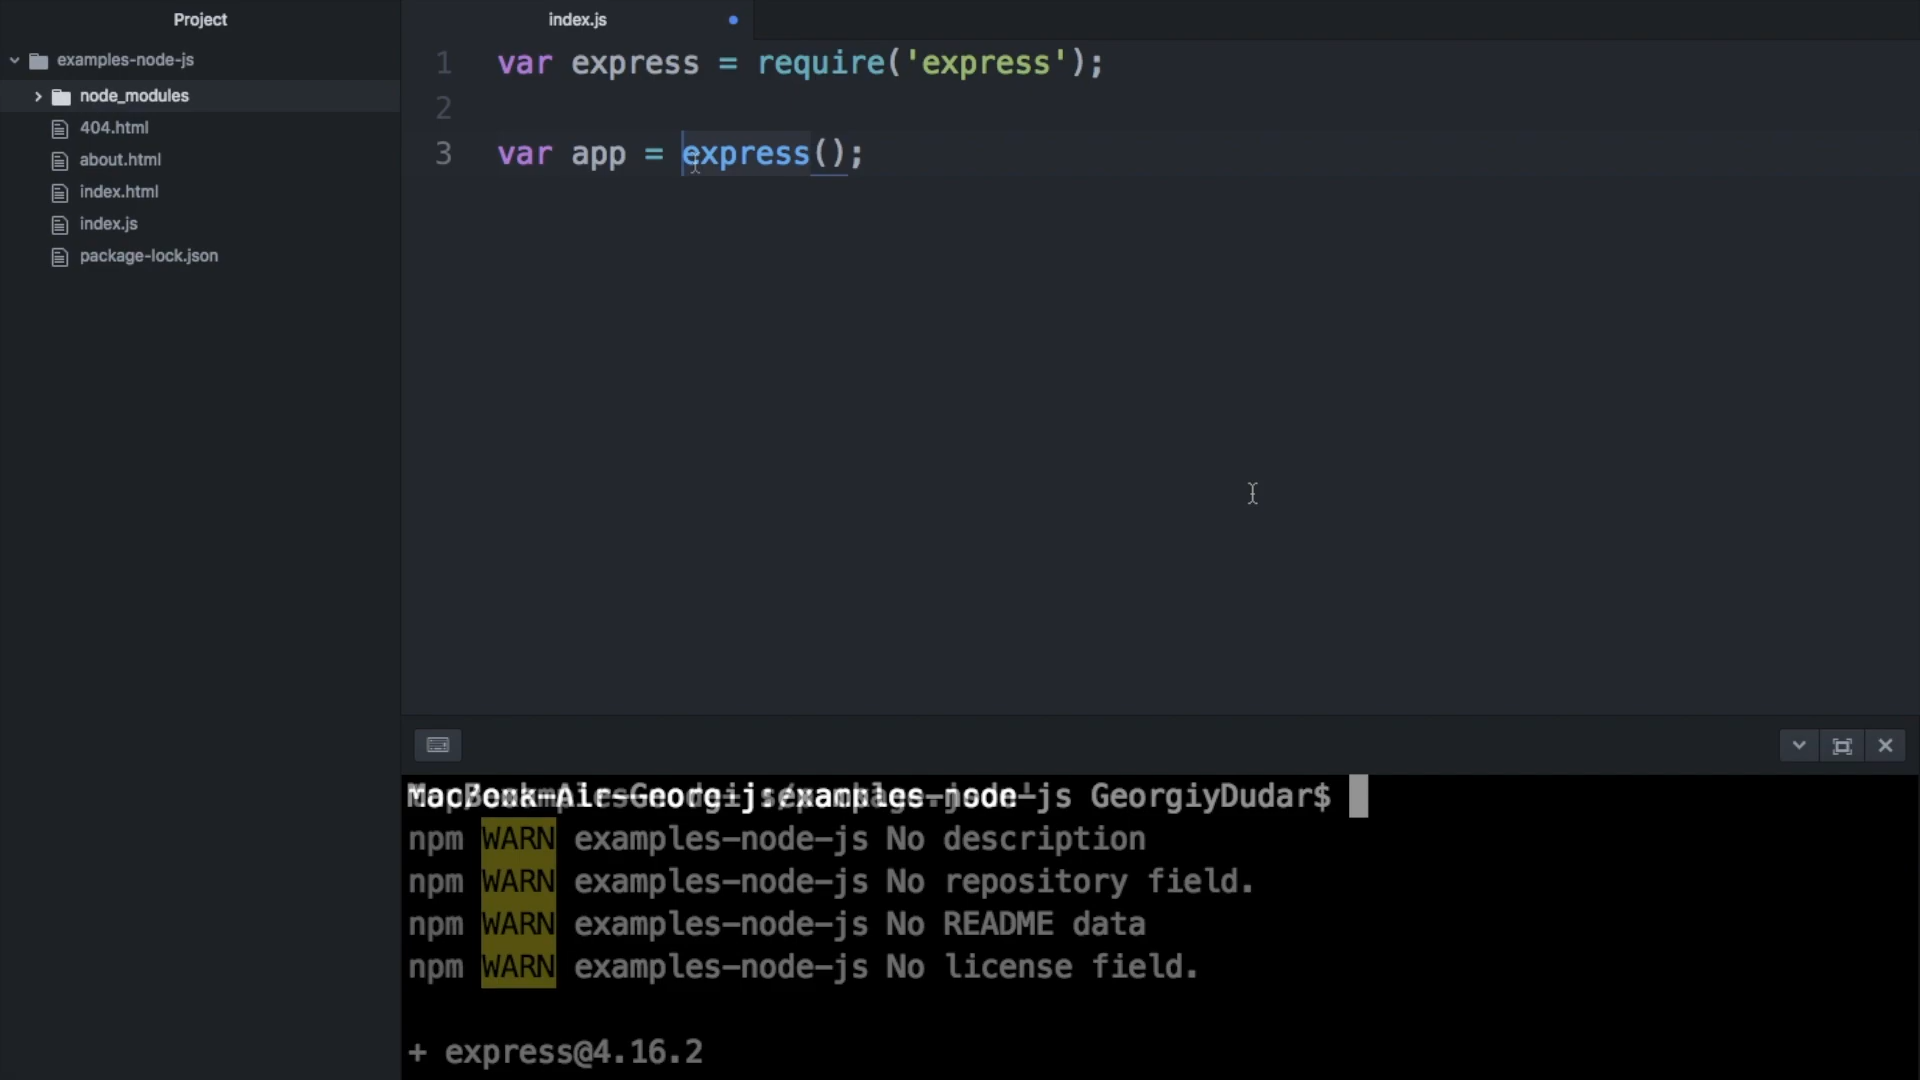 Project
examples-node-js
node_modules
404.html
about.html
index.html
index.js
package-lock.json
index.js
1 var express = require('express');
2
3 var app = express();
js GeorgiyDudar$
npm WARN examples-node-js No description
npm WARN examples-node-js No repository field.
npm WARN examples-node-js No README data
npm WARN examples-node-js No license field.
+ express@4.16.2